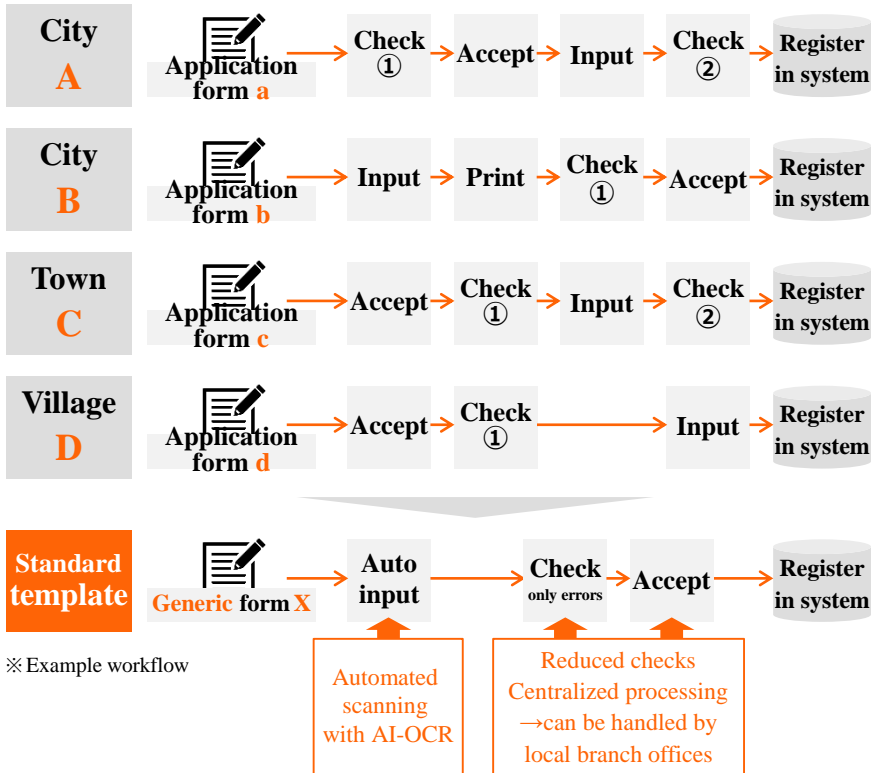 City
A
Application
form a
Check
①
Accept
Input
Check
②
Register
in system
City
B
Application
form b
Input
Print
Check
①
Accept
Register
in system
Town
C
Application
form c
Accept
Check
①
Input
Check
②
Register
in system
Village
D
Application
form d
Accept
Check
①
Input
Register
in system
Standard
template
Generic form X
Auto
input
Check
only errors
Accept
Register
in system
※Example workflow
Automated
scanning
with AI-OCR
Reduced checks
Centralized processing
→can be handled by
local branch offices